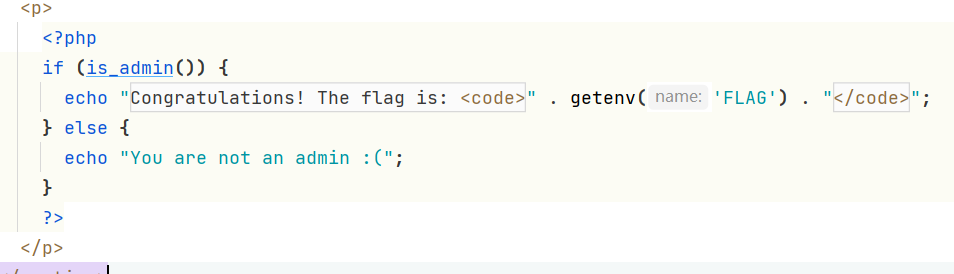 <p>
<?php
if (is_admin()) {
echo "Congratulations! The flag is: <code>" . getenv( name: 'FLAG') . "</code>";
} else {
echo "You are not an admin :(";
}
?>
</p>